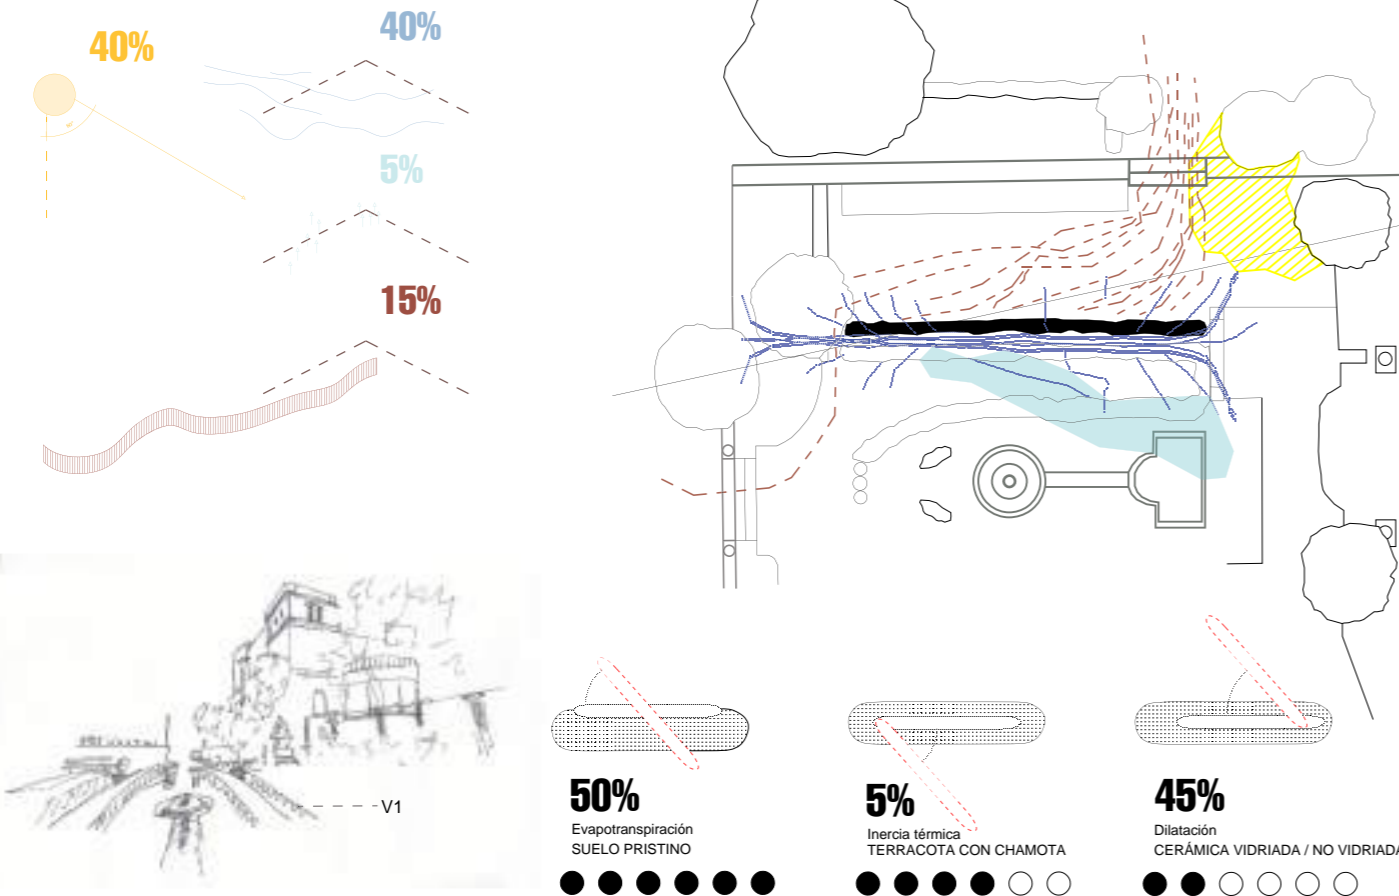 40%
40%
5%
15%
V1
50%
Evapotranspiración
SUELO PRISTINO
5%
Inercia térmica
TERRACOTA CON CHAMOTA
45%
Dilatación
CERÁMICA VIDRIADA / NO VIDRIADA